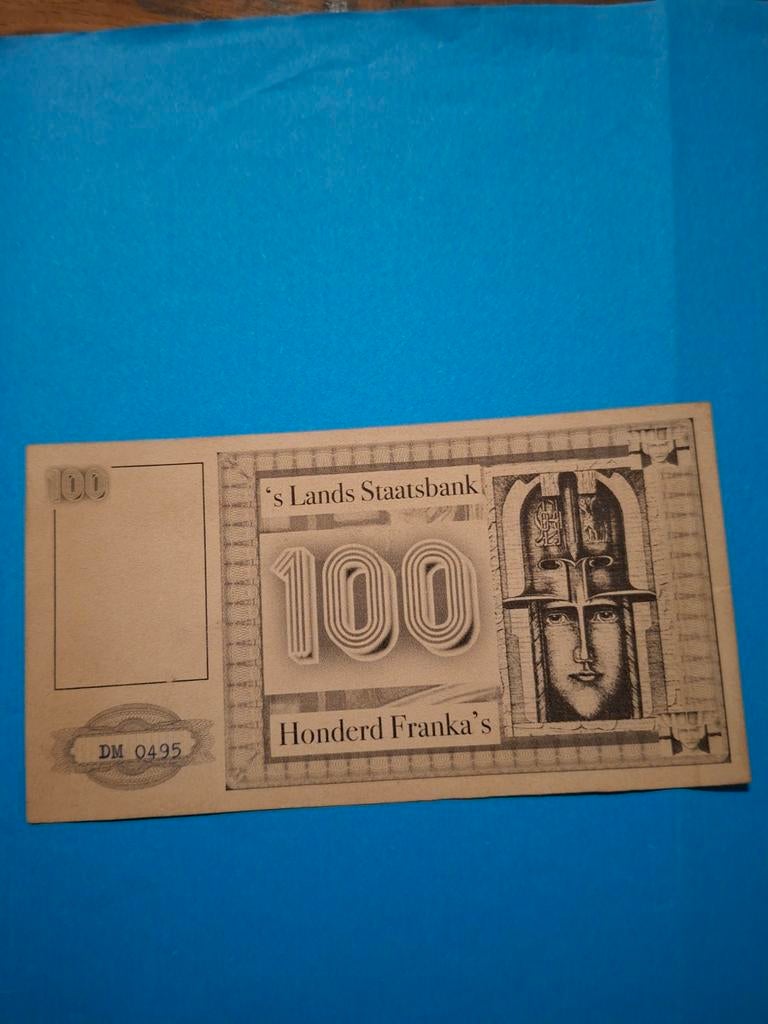 100
's Lands Staatsbank
100
Honderd Franka's
DM 0495